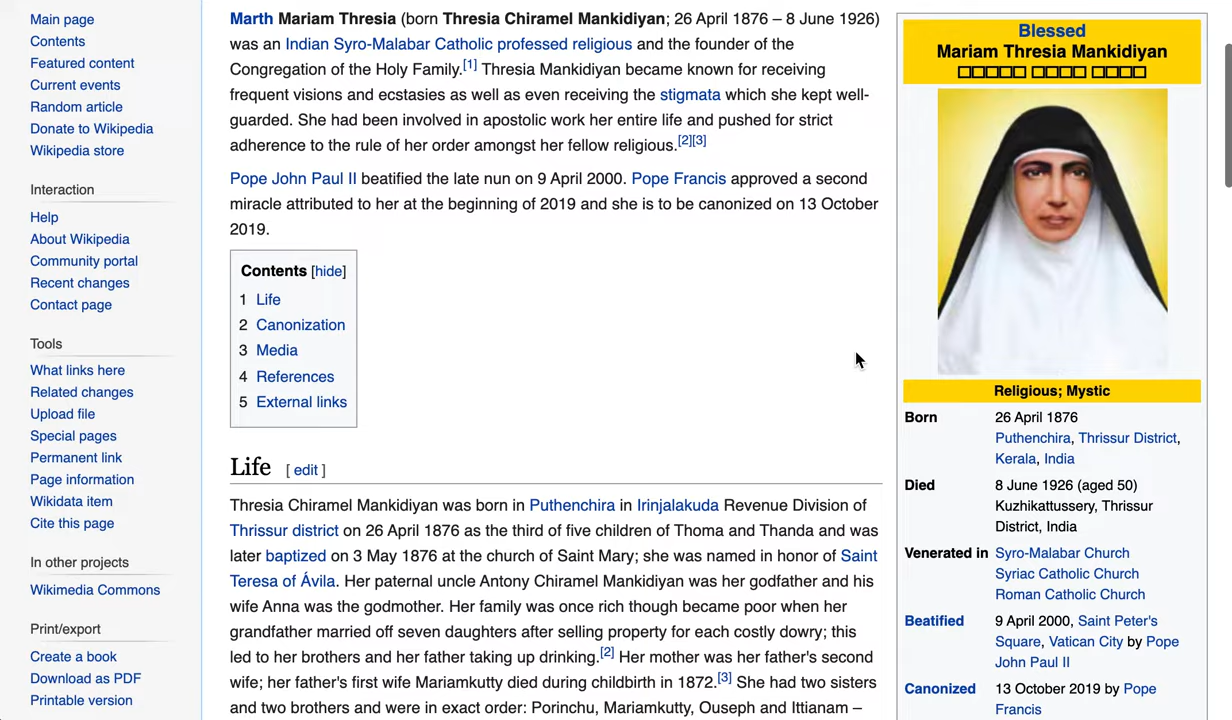 Main page
Contents
Featured content
Current events
Random article
Donate to Wikipedia
Wikipedia store
Interaction
Help
About Wikipedia
Community portal
Recent changes
Contact page
Tools
What links here
Related changes
Upload file
Special pages
Permanent link
Page information
Wikidata item
Cite this page
In other projects
Wikimedia Commons
Print/export
Create a book
Download as PDF
Printable version
Marth Mariam Thresia (born Thresia Chiramel Mankidiyan; 26 April 1876 – 8 June 1926)
was an Indian Syro-Malabar Catholic professed religious and the founder of the
Congregation of the Holy Family.[1] Thresia Mankidiyan became known for receiving
frequent visions and ecstasies as well as even receiving the stigmata which she kept well-
guarded. She had been involved in apostolic work her entire life and pushed for strict
adherence to the rule of her order amongst her fellow religious.[2][3]
Pope John Paul II beatified the late nun on 9 April 2000. Pope Francis approved a second
miracle attributed to her at the beginning of 2019 and she is to be canonized on 13 October
2019.
Contents [hide]
1 Life
2 Canonization
3 Media
4 References
5 External links
Life [ edit ]
Thresia Chiramel Mankidiyan was born in Puthenchira in Irinjalakuda Revenue Division of
Thrissur district on 26 April 1876 as the third of five children of Thoma and Thanda and was
later baptized on 3 May 1876 at the church of Saint Mary; she was named in honor of Saint
Teresa of Ávila. Her paternal uncle Antony Chiramel Mankidiyan was her godfather and his
wife Anna was the godmother. Her family was once rich though became poor when her
grandfather married off seven daughters after selling property for each costly dowry; this
led to her brothers and her father taking up drinking.[2] Her mother was her father's second
wife; her father's first wife Mariamkutty died during childbirth in 1872.[3] She had two sisters
and two brothers and were in exact order: Porinchu, Mariamkutty, Ouseph and Ittianam –
Blessed
Mariam Thresia Mankidiyan
Religious; Mystic
Born 26 April 1876
Puthenchira, Thrissur District,
Kerala, India
Died 8 June 1926 (aged 50)
Kuzhikattussery, Thrissur
District, India
Venerated in Syro-Malabar Church
Syriac Catholic Church
Roman Catholic Church
Beatified 9 April 2000, Saint Peter's
Square, Vatican City by Pope
John Paul II
Canonized 13 October 2019 by Pope
Francis